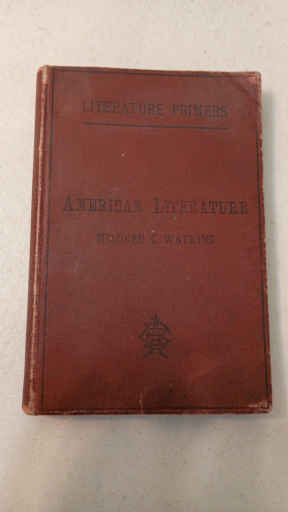 LITERATURE PRIMERS
AMERICAN LITERATURE
MILDRED C. WATKINS